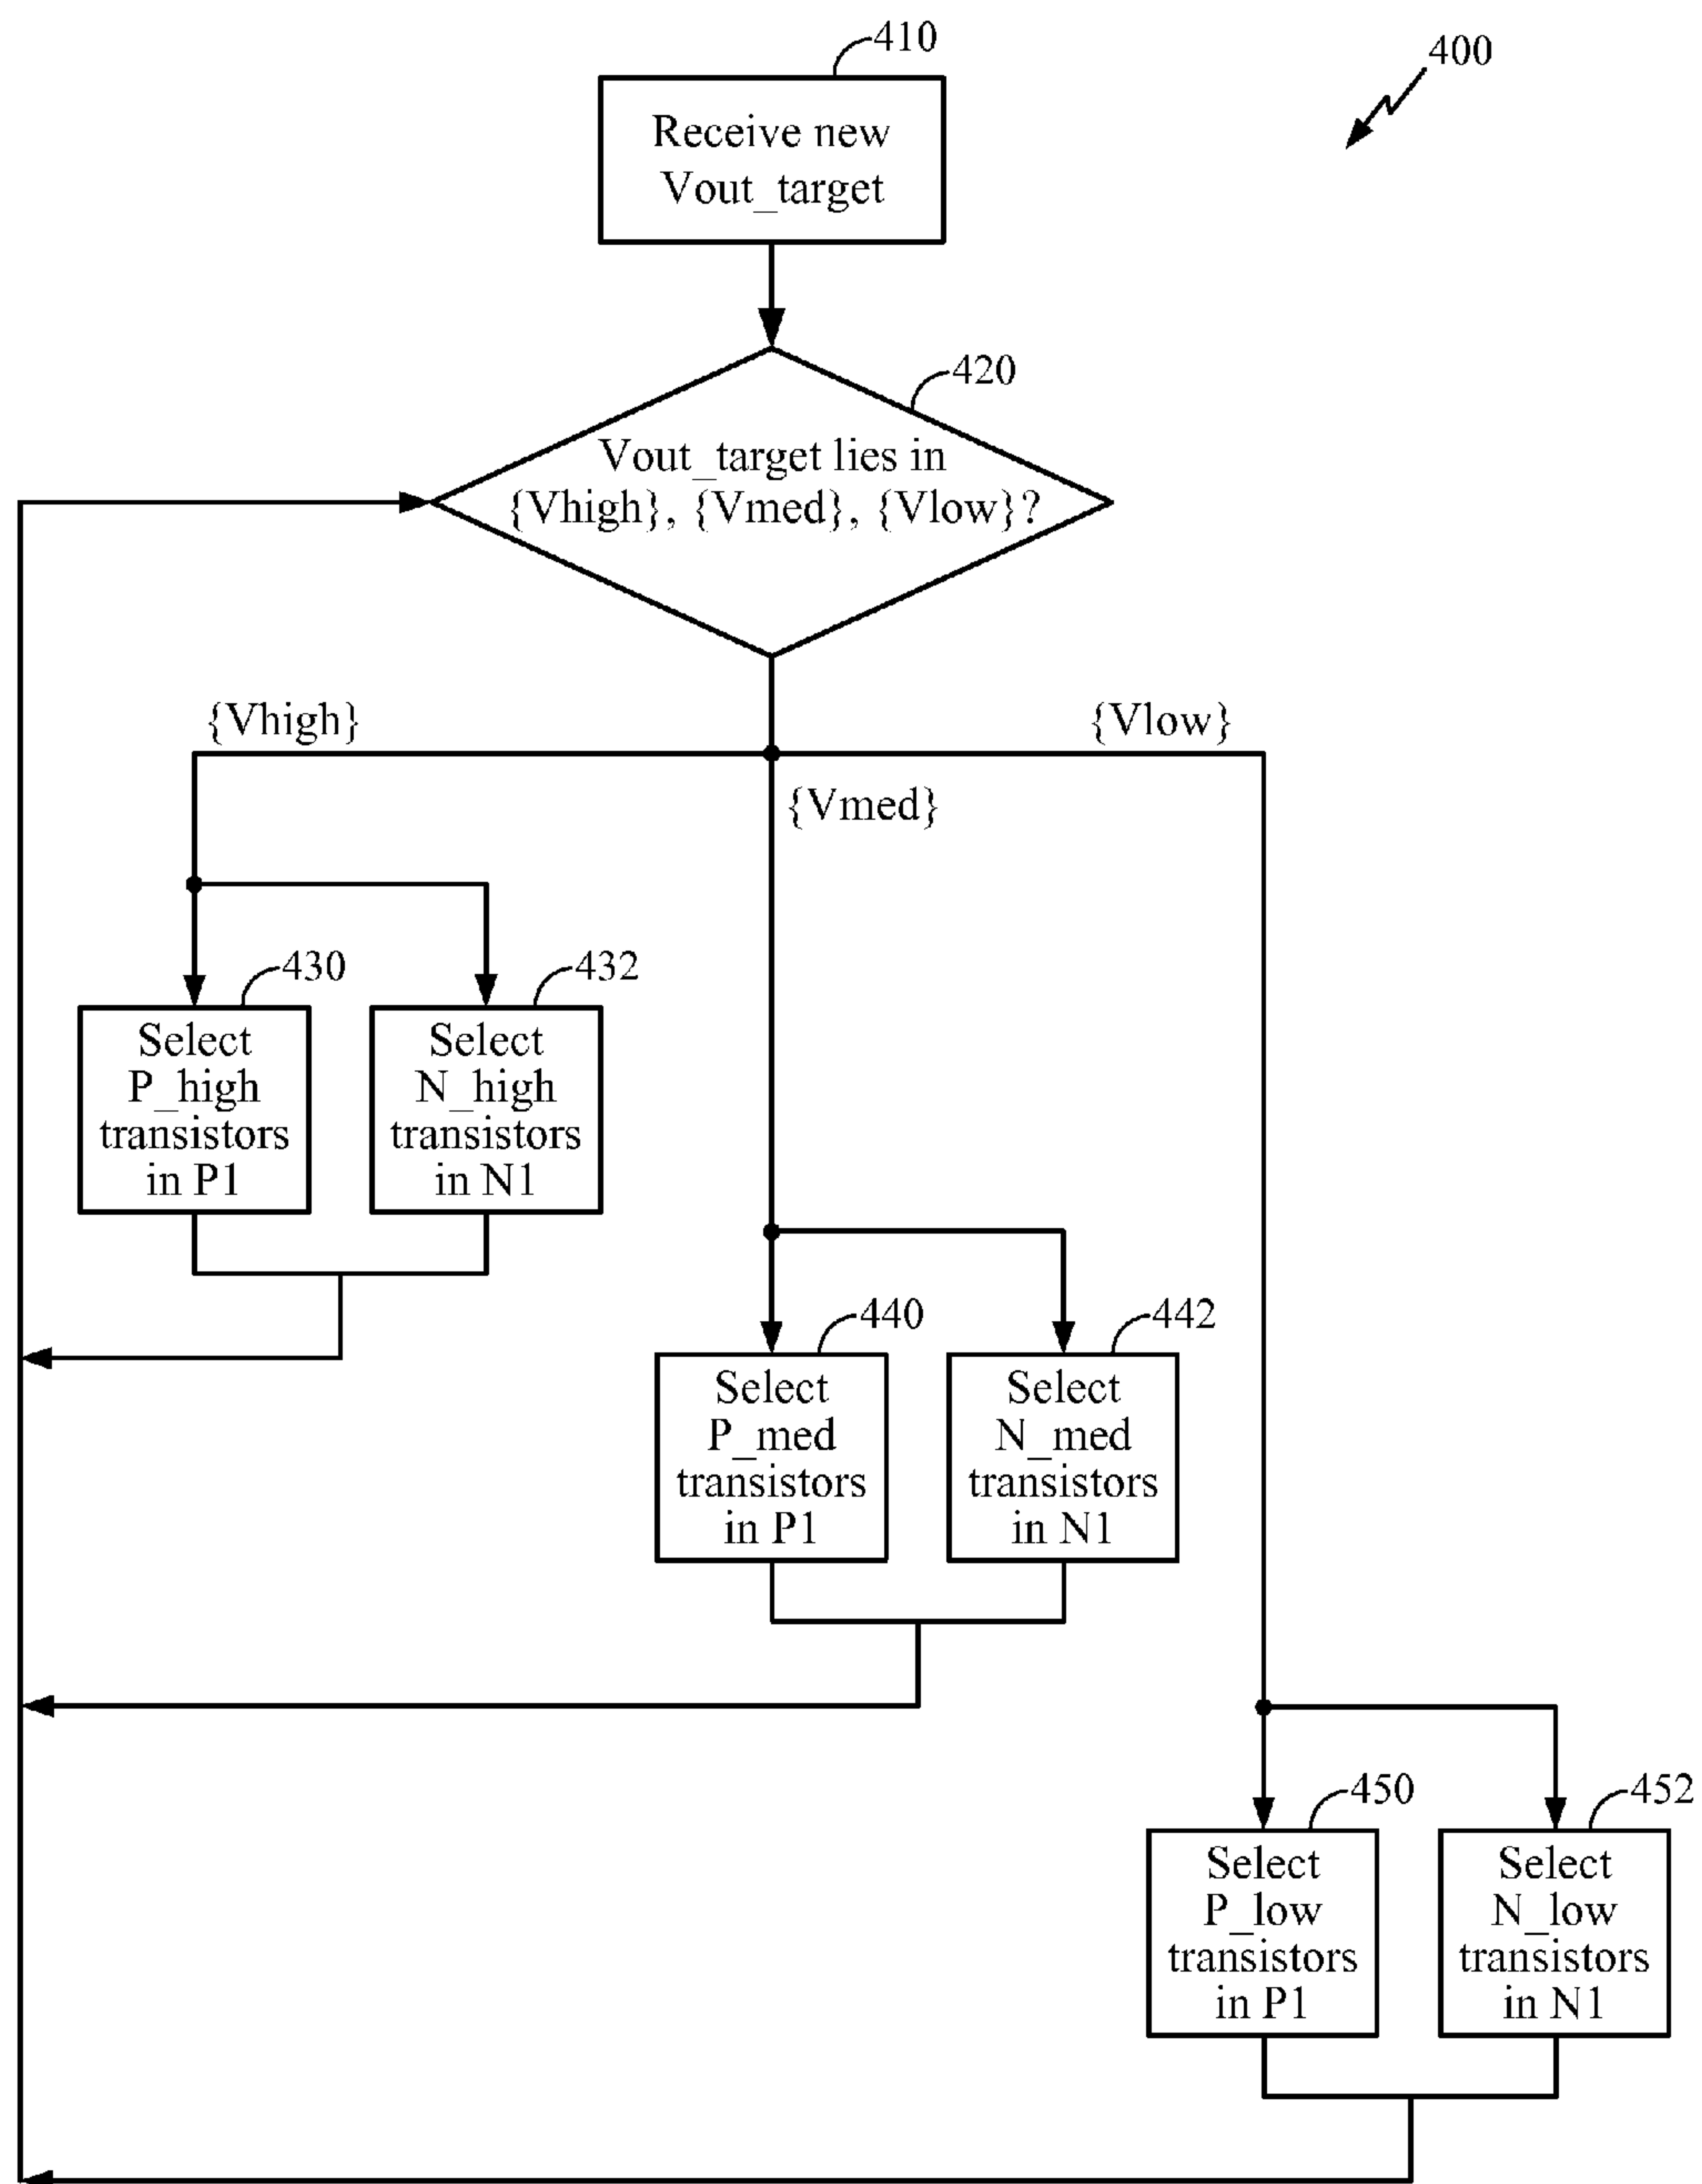 410
400
Receive new
Vout_target
420
Vout_target lies in
{Vhigh}, {Vmed}, {Vlow}?
{Vhigh}
{Vlow}
{Vmed}
430
432
Select
P_high
transistors
in P1
Select
N_high
transistors
in N1
440
442
Select
P_med
transistors
in P1
Select
N_med
transistors
in N1
450
452
Select
P_low
transistors
in P1
Select
N_low
transistors
in N1